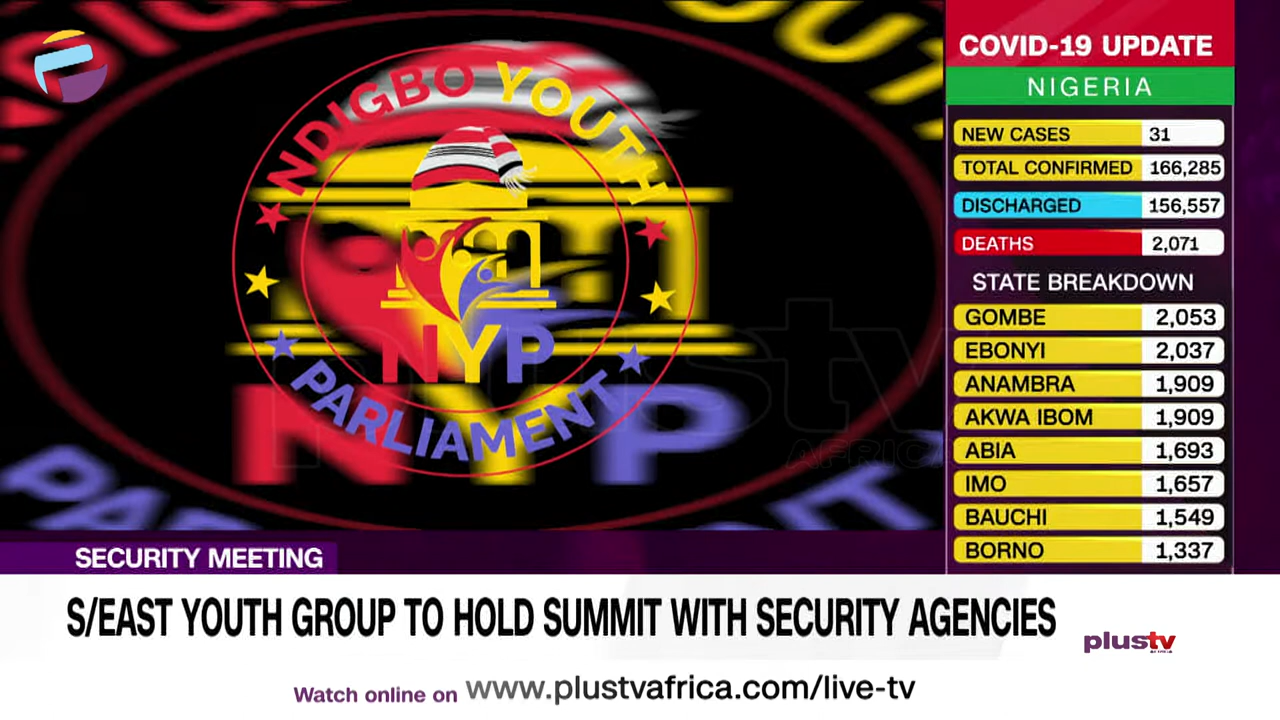 NDIGBO YOUTH
NYP
PARLIAMENT
NYP
plustv
AFRICA
COVID-19 UPDATE
NIGERIA
NEW CASES 31
TOTAL CONFIRMED 166,285
DISCHARGED 156,557
DEATHS 2,071
STATE BREAKDOWN
GOMBE 2,053
EBONYI 2,037
ANAMBRA 1,909
AKWA IBOM 1,909
ABIA 1,693
IMO 1,657
BAUCHI 1,549
BORNO 1,337
SECURITY MEETING
S/EAST YOUTH GROUP TO HOLD SUMMIT WITH SECURITY AGENCIES
plustv
Watch online on www.plustvafrica.com/live-tv